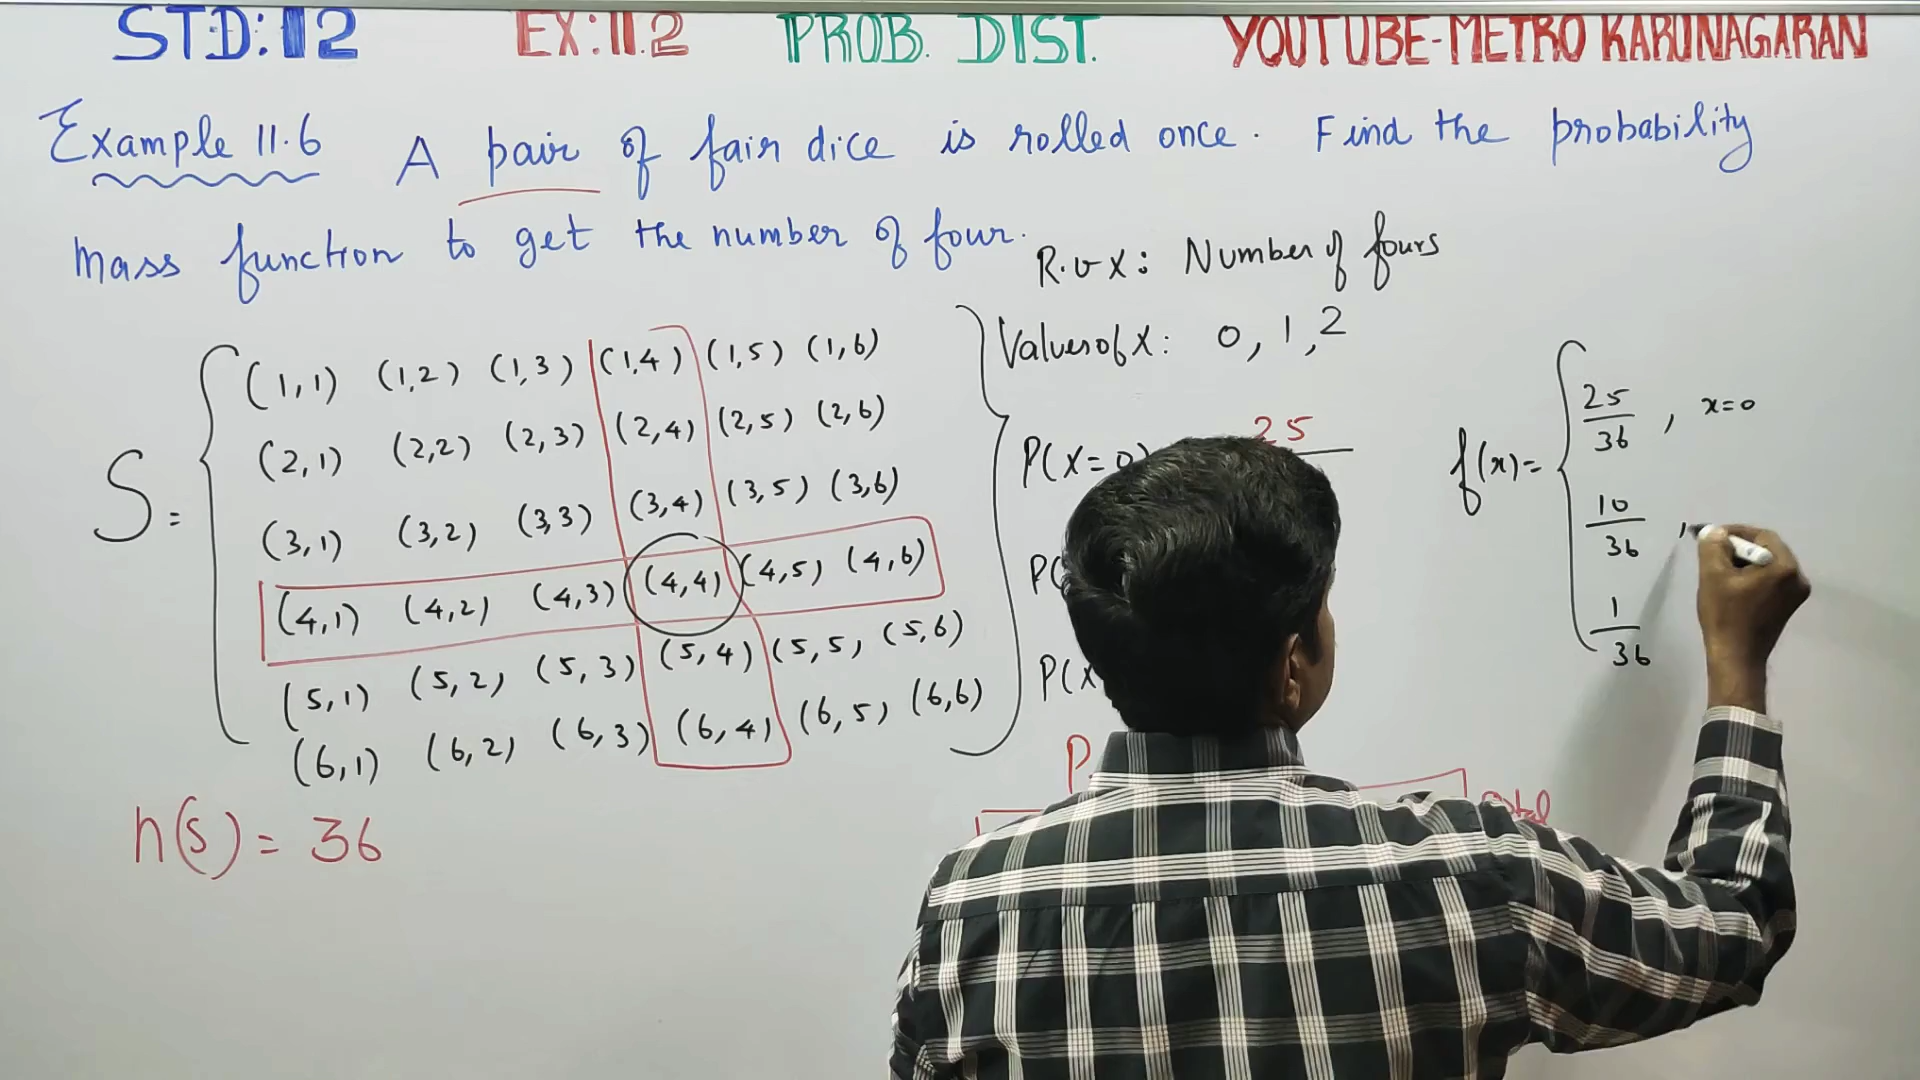 STD: 12 EX: 11.2 PROB. DIST. YOUTUBE-METRO KARUNAGARAN
Example 11.6 A pair of fair dice is rolled once. Find the probability
mass function to get the number of four.
R.v X: Number of fours
Values of X: 0, 1, 2
S = { (1,1) (1,2) (1,3) (1,4) (1,5) (1,6)
(2,1) (2,2) (2,3) (2,4) (2,5) (2,6)
(3,1) (3,2) (3,3) (3,4) (3,5) (3,6)
(4,1) (4,2) (4,3) (4,4) (4,5) (4,6)
(5,1) (5,2) (5,3) (5,4) (5,5) (5,6)
(6,1) (6,2) (6,3) (6,4) (6,5) (6,6) }
n(s) = 36
P(X=0) 25
P(
P(X
P
f(x) = { 25/36 , x=0
10/36 ,
1/36